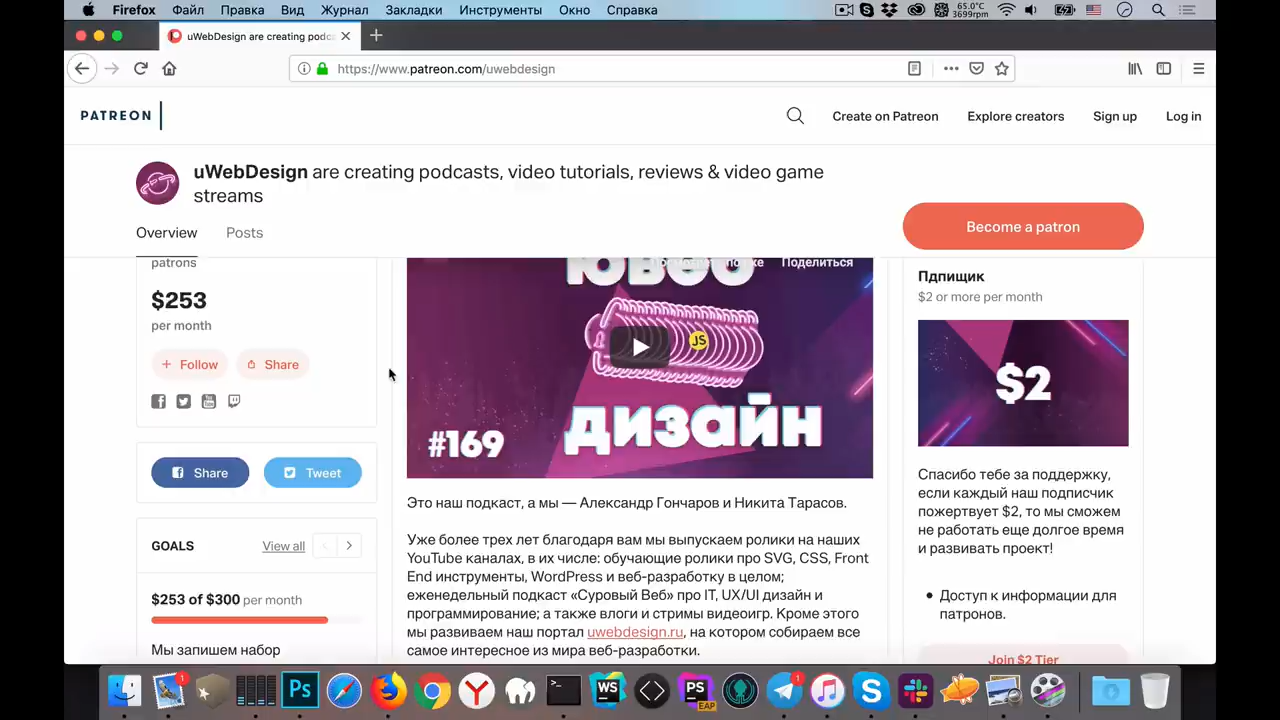 Firefox Файл Правка Вид Журнал Закладки Инструменты Окно Справка
65.0°C
3699rpm
uWebDesign are creating podca
https://www.patreon.com/uwebdesign
PATREON
Create on Patreon
Explore creators
Sign up
Log in
uWebDesign are creating podcasts, video tutorials, reviews & video game
streams
Overview
Posts
Become a patron
patrons
$253
per month
Follow
Share
Share
Tweet
GOALS
View all
$253 of $300 per month
Мы запишем набор
Поделиться
ЮВЕБ
JS
дизайн
#169
Это наш подкаст, а мы — Александр Гончаров и Никита Тарасов.
Уже более трех лет благодаря вам мы выпускаем ролики на наших
YouTube каналах, в их числе: обучающие ролики про SVG, CSS, Front
End инструменты, WordPress и веб-разработку в целом;
еженедельный подкаст «Суровый Веб» про IT, UX/UI дизайн и
программирование; а также влоги и стримы видеоигр. Кроме этого
мы развиваем наш портал uwebdesign.ru, на котором собираем все
самое интересное из мира веб-разработки.
Пдпищик
$2 or more per month
$2
Спасибо тебе за поддержку,
если каждый наш подписчик
пожертвует $2, то мы сможем
не работать еще долгое время
и развивать проект!
Доступ к информации для
патронов.
Join $2 Tier
1
Ps
WS
PS
EAP
1